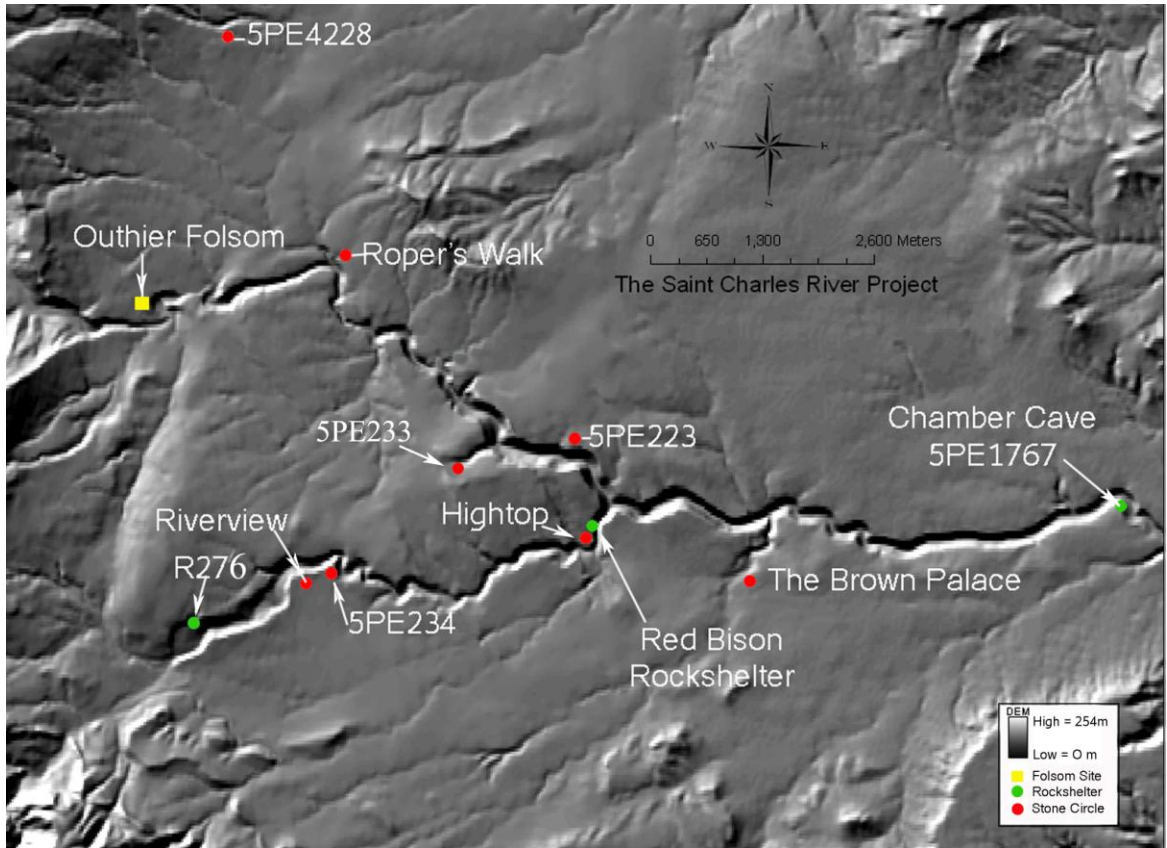 5PE4228
N
W E
S
Outhier Folsom
Roper's Walk
0 650 1,300 2,600 Meters
The Saint Charles River Project
5PE233
5PE223
Chamber Cave
5PE1767
Riverview
Hightop
R276
5PE234
The Brown Palace
Red Bison
Rockshelter
DEM
High = 254m
Low = O m
Folsom Site
Rockshelter
Stone Circle